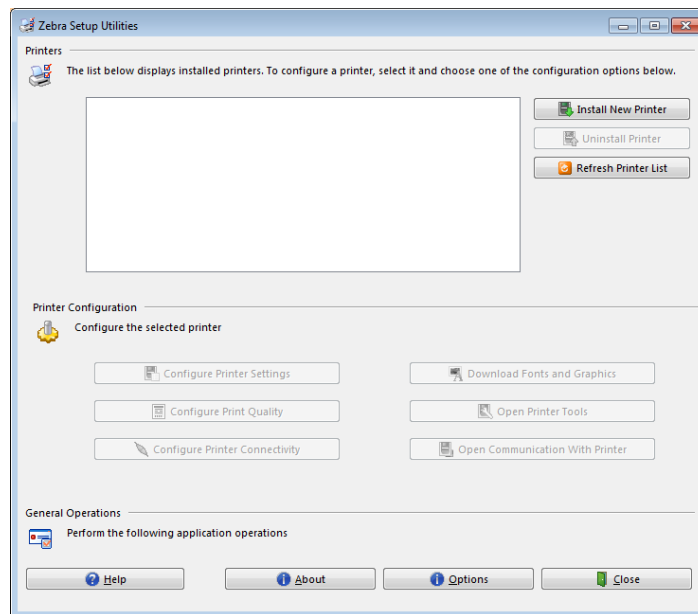 Zebra Setup Utilities
Printers
The list below displays installed printers. To configure a printer, select it and choose one of the configuration options below.
Install New Printer
Uninstall Printer
Refresh Printer List
Printer Configuration
Configure the selected printer
Configure Printer Settings
Download Fonts and Graphics
Configure Print Quality
Open Printer Tools
Configure Printer Connectivity
Open Communication With Printer
General Operations
Perform the following application operations
Help
About
Options
Close